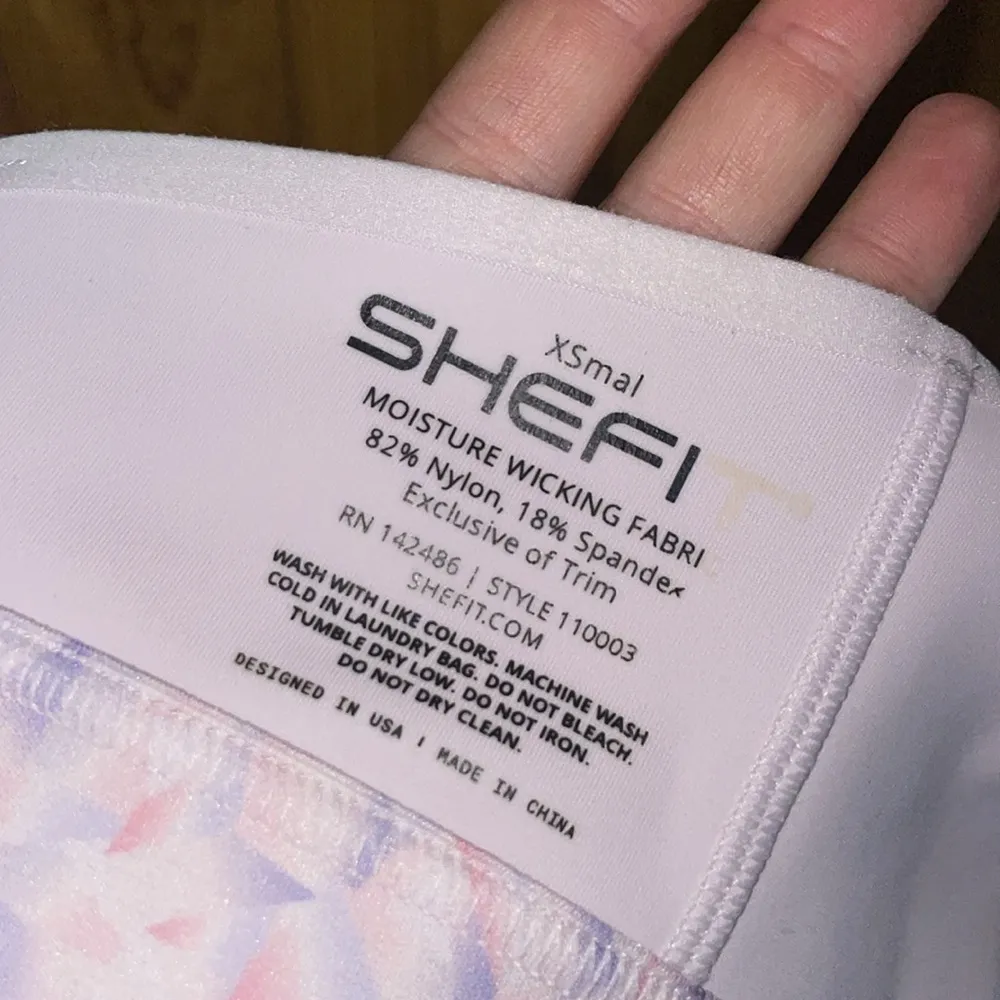 XSmal
SHEFIT
MOISTURE WICKING FABRI
82% Nylon, 18% Spandex
Exclusive of Trim
RN 142486 | STYLE 110003
SHEFIT.COM
WASH WITH LIKE COLORS. MACHINE WASH
COLD IN LAUNDRY BAG. DO NOT BLEACH.
TUMBLE DRY LOW. DO NOT IRON.
DO NOT DRY CLEAN.
DESIGNED IN USA | MADE IN CHINA